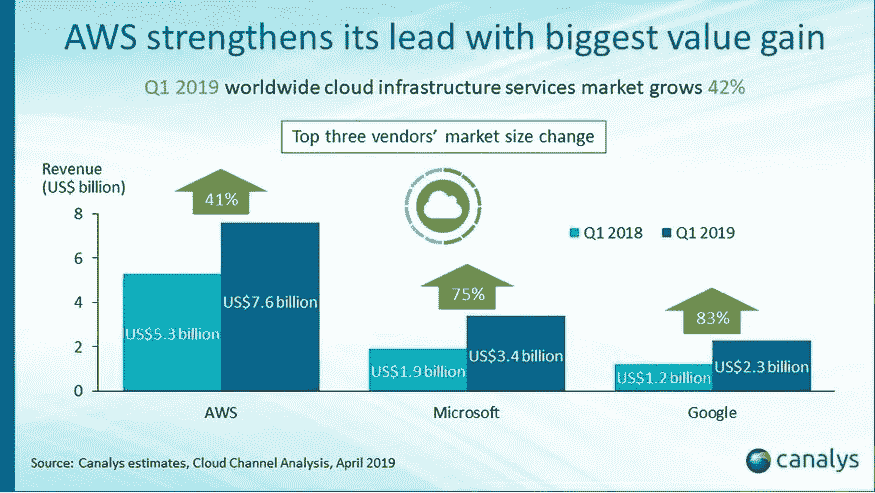 AWS strengthens its lead with biggest value gain
Q1 2019 worldwide cloud infrastructure services market grows 42%
Top three vendors’ market size change
Revenue
(US$ billion)
8
6
4
2
0
41%
75%
83%
Q1 2018 Q1 2019
US$5.3 billion
US$7.6 billion
US$1.9 billion
US$3.4 billion
US$1.2 billion
US$2.3 billion
AWS Microsoft Google
Source: Canalys estimates, Cloud Channel Analysis, April 2019
canalys